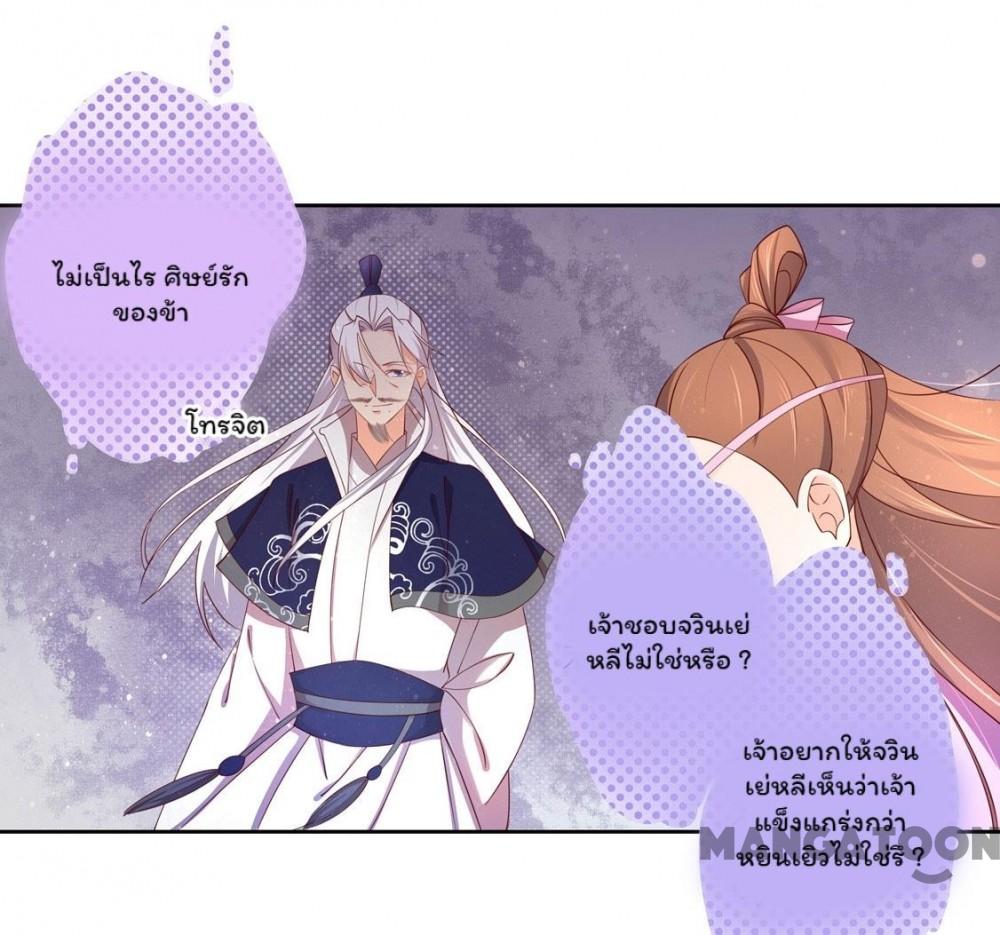 ไม่เป็นไร ศิษย์รัก
ของข้า
โทรจิต
เจ้าชอบจวินเย่
หลีไม่ใช่หรือ ?
เจ้าอยากให้จวิน
เย่หลีเห็นว่าเจ้า
แข็งแกร่งกว่า
หยินเยิวไม่ใช่รึ ?
MANGATOON